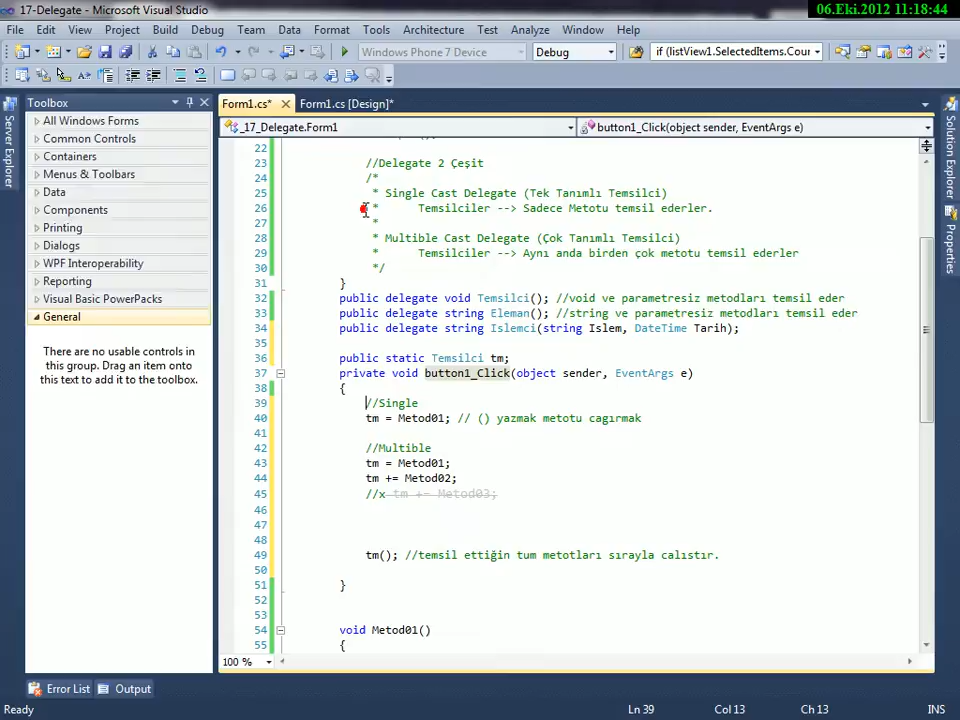 17-Delegate - Microsoft Visual Studio
06.Eki.2012 11:18:44
File Edit View Project Build Debug Team Data Format Tools Architecture Test Analyze Window Help
Windows Phone 7 Device Debug if (listView1.SelectedItems.Cour
Toolbox
Form1.cs* Form1.cs [Design]*
_17_Delegate.Form1 button1_Click(object sender, EventArgs e)
Server Explorer
Solution Explorer
Properties
All Windows Forms
Common Controls
Containers
Menus & Toolbars
Data
Components
Printing
Dialogs
WPF Interoperability
Reporting
Visual Basic PowerPacks
General
There are no usable controls in
this group. Drag an item onto
this text to add it to the toolbox.
22
23 //Delegate 2 Çeşit
24 /*
25 * Single Cast Delegate (Tek Tanımlı Temsilci)
26 * Temsilciler --> Sadece Metotu temsil ederler.
27 *
28 * Multible Cast Delegate (Çok Tanımlı Temsilci)
29 * Temsilciler --> Aynı anda birden çok metotu temsil ederler
30 */
31 }
32 public delegate void Temsilci(); //void ve parametresiz metodları temsil eder
33 public delegate string Eleman(); //string ve parametresiz metodları temsil eder
34 public delegate string Islemci(string Islem, DateTime Tarih);
35
36 public static Temsilci tm;
37 private void button1_Click(object sender, EventArgs e)
38 {
39 //Single
40 tm = Metod01; // () yazmak metotu cagırmak
41
42 //Multible
43 tm = Metod01;
44 tm += Metod02;
45 //x tm += Metod03;
46
47
48
49 tm(); //temsil ettiğin tum metotları sırayla calıstır.
50
51 }
52
53
54 void Metod01()
55 {
100 %
Error List Output
Ready Ln 39 Col 13 Ch 13 INS